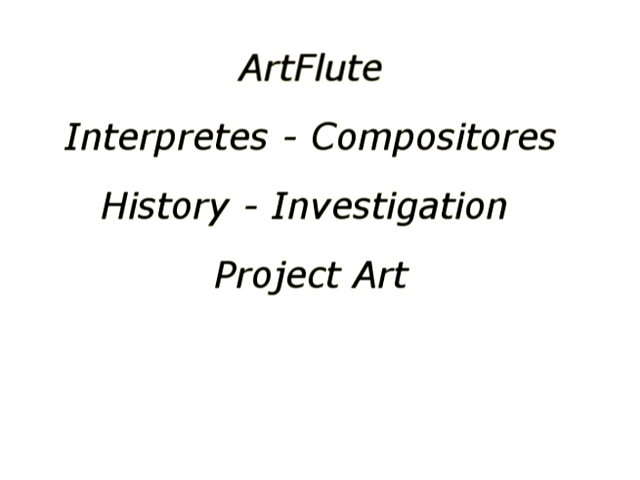 ArtFlute
Interpretes - Compositores
History - Investigation
Project Art